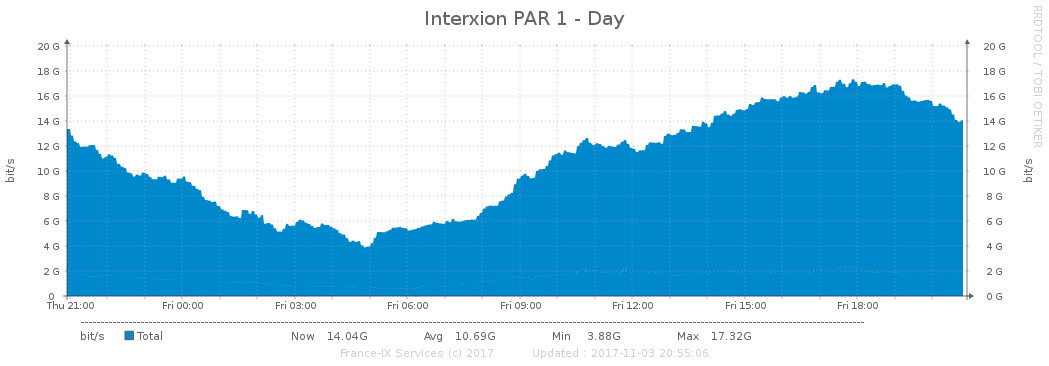 Interxion PAR 1 - Day
RRDTOOL / TOBI OETIKER
bit/s
20 G 20 G
18 G 18 G
16 G 16 G
14 G 14 G
12 G 12 G
10 G 10 G
8 G 8 G
6 G 6 G
4 G 4 G
2 G 2 G
0 0 G
bit/s
Thu 21:00 Fri 00:00 Fri 03:00 Fri 06:00 Fri 09:00 Fri 12:00 Fri 15:00 Fri 18:00
bit/s Total Now 14.04G Avg 10.69G Min 3.88G Max 17.32G
France-IX Services (c) 2017 Updated : 2017-11-03 20:55:06